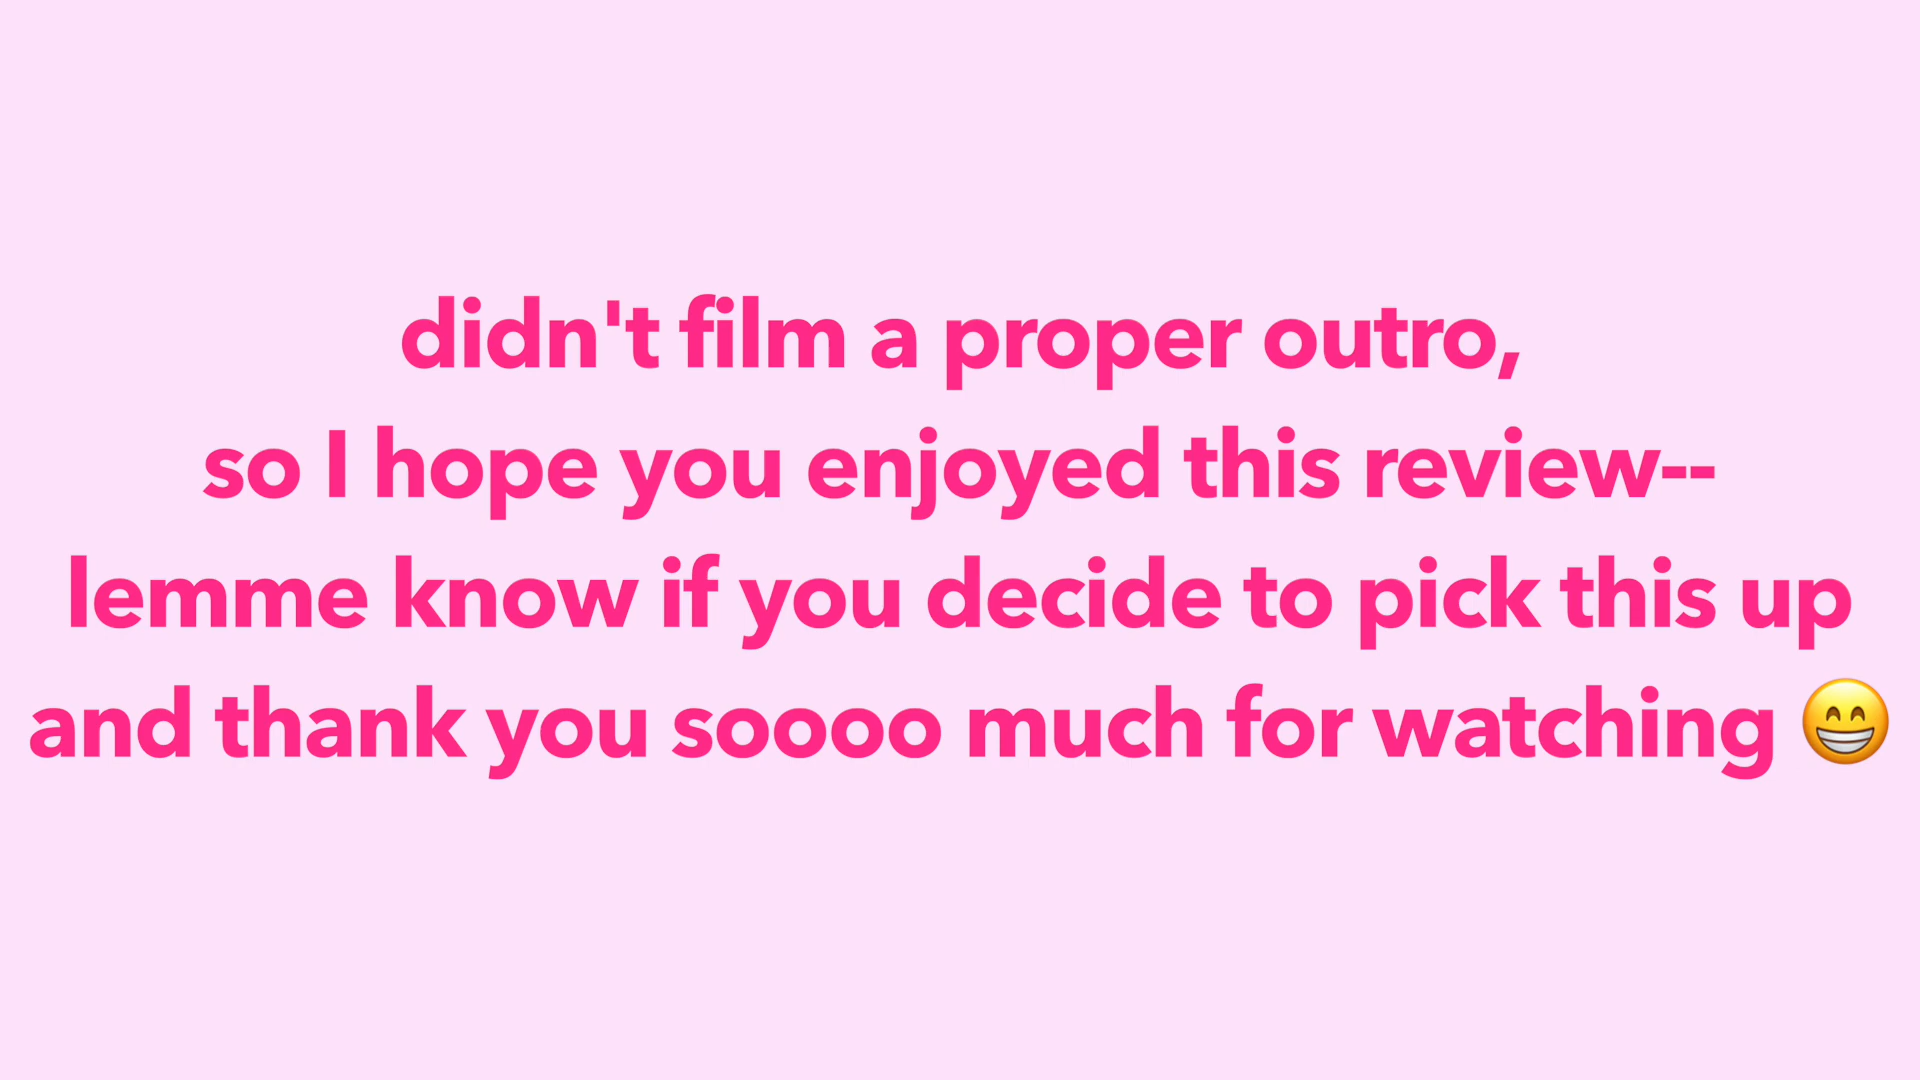 didn't film a proper outro,
so I hope you enjoyed this review--
lemme know if you decide to pick this up
and thank you soooo much for watching 😁